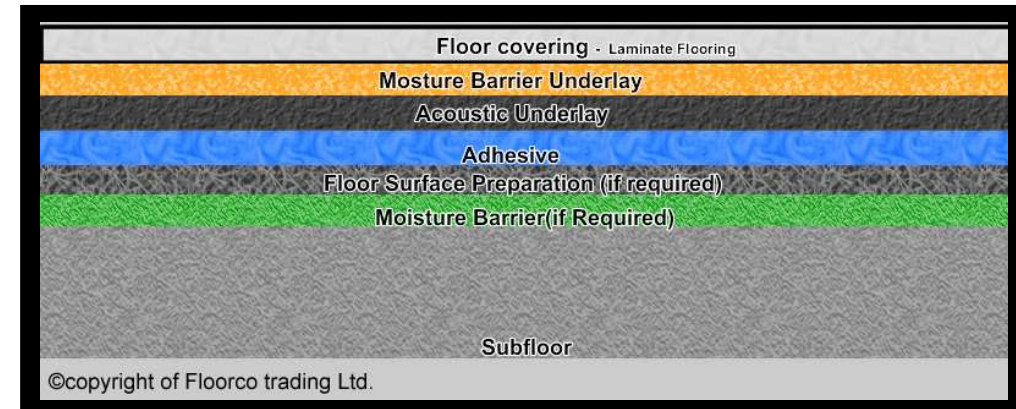 Floor covering - Laminate Flooring
Mosture Barrier Underlay
Acoustic Underlay
Adhesive
Floor Surface Preparation (if required)
Moisture Barrier(if Required)
Subfloor
©copyright of Floorco trading Ltd.